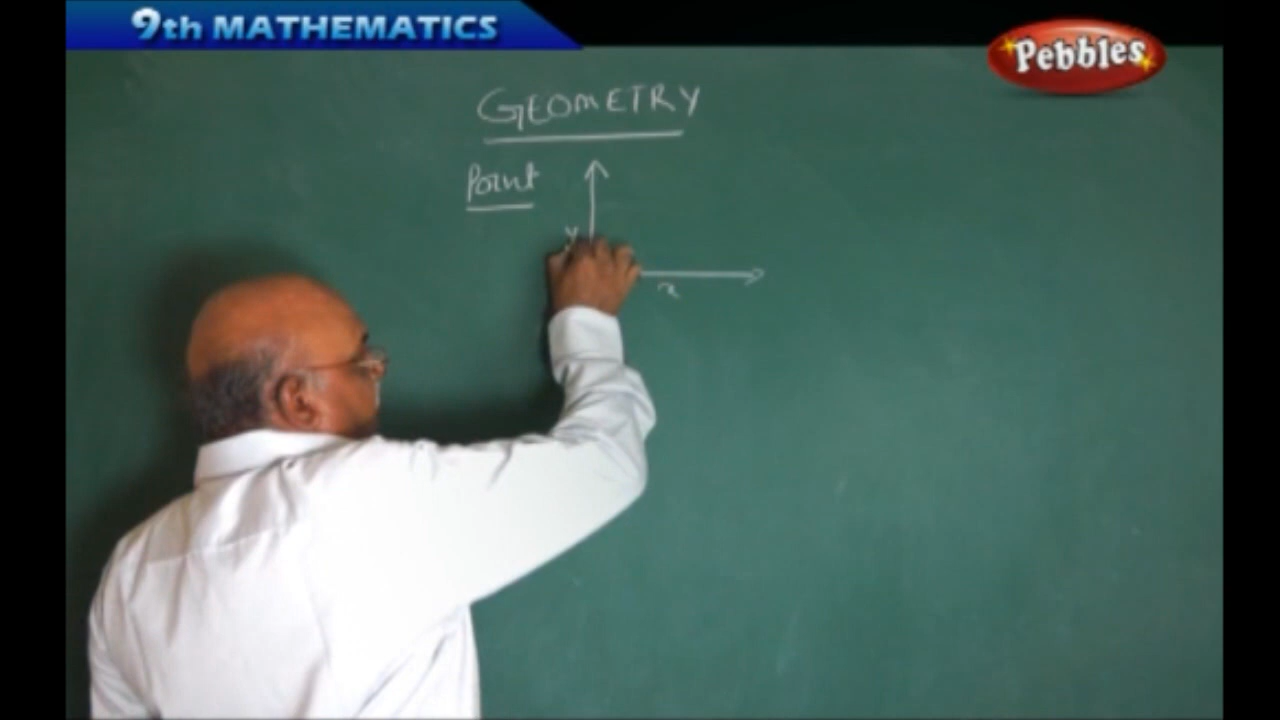 9th MATHEMATICS
Pebbles
GEOMETRY
Point
y
x